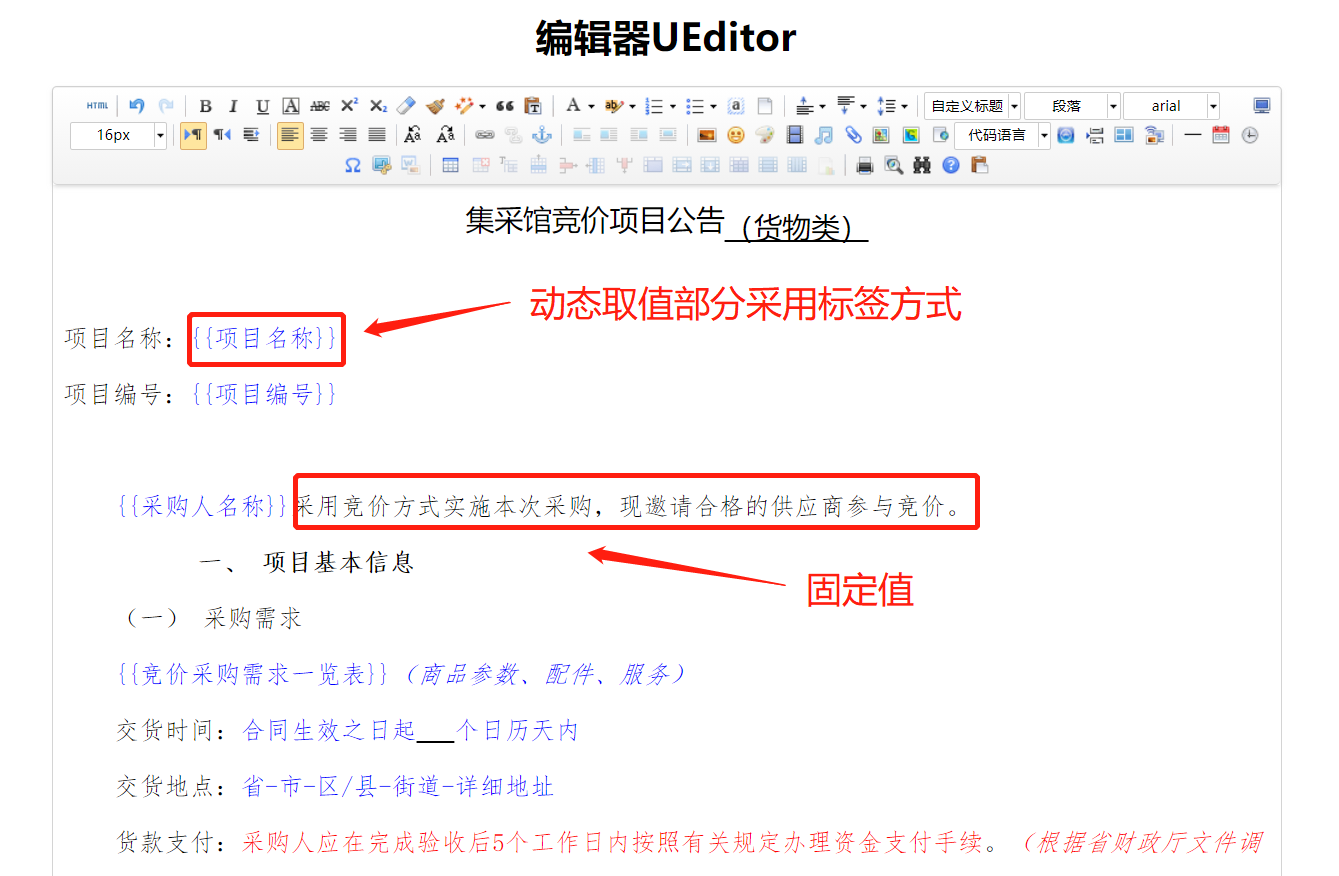 编辑器UEditor
HTML B I U A ABC X² X₂ A 自定义标题 段落 arial
16px 代码语言
Ω
集采馆竞价项目公告（货物类）
动态取值部分采用标签方式
项目名称：{{项目名称}}
项目编号：{{项目编号}}
{{采购人名称}}采用竞价方式实施本次采购，现邀请合格的供应商参与竞价。
一、 项目基本信息
固定值
（一） 采购需求
{{竞价采购需求一览表}}（商品参数、配件、服务）
交货时间：合同生效之日起___个日历天内
交货地点：省-市-区/县-街道-详细地址
货款支付：采购人应在完成验收后5个工作日内按照有关规定办理资金支付手续。（根据省财政厅文件调